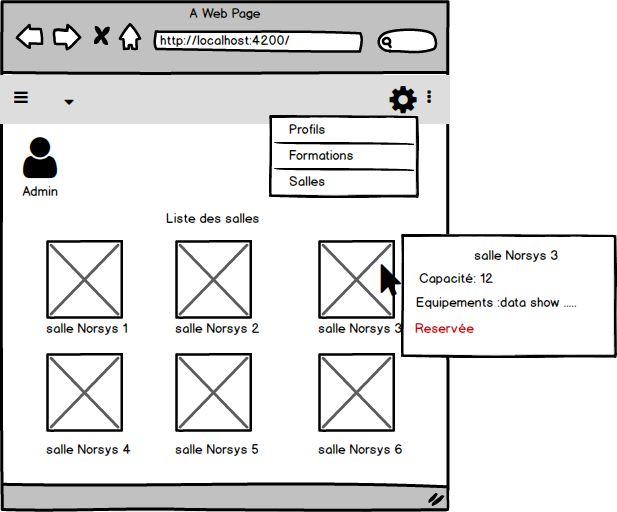 A Web Page
http://localhost:4200/
Profils
Formations
Salles
Admin
Liste des salles
salle Norsys 1
salle Norsys 2
salle Norsys 3
salle Norsys 3
Capacité: 12
Equipements :data show .....
Reservée
salle Norsys 4
salle Norsys 5
salle Norsys 6